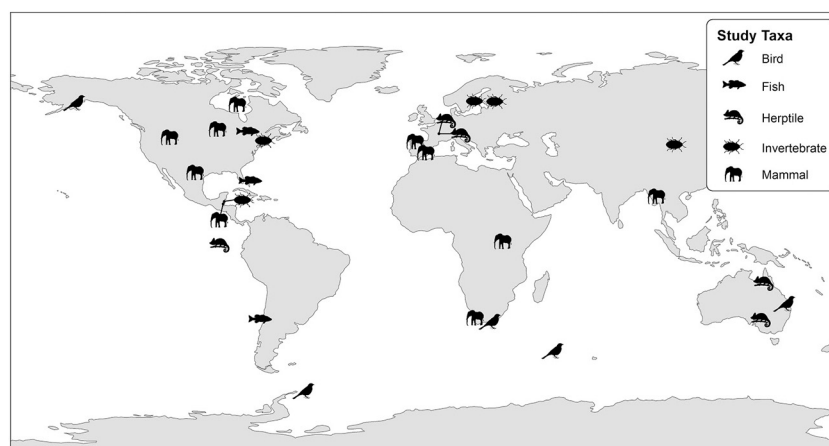 Study Taxa
Bird
Fish
Herptile
Invertebrate
Mammal